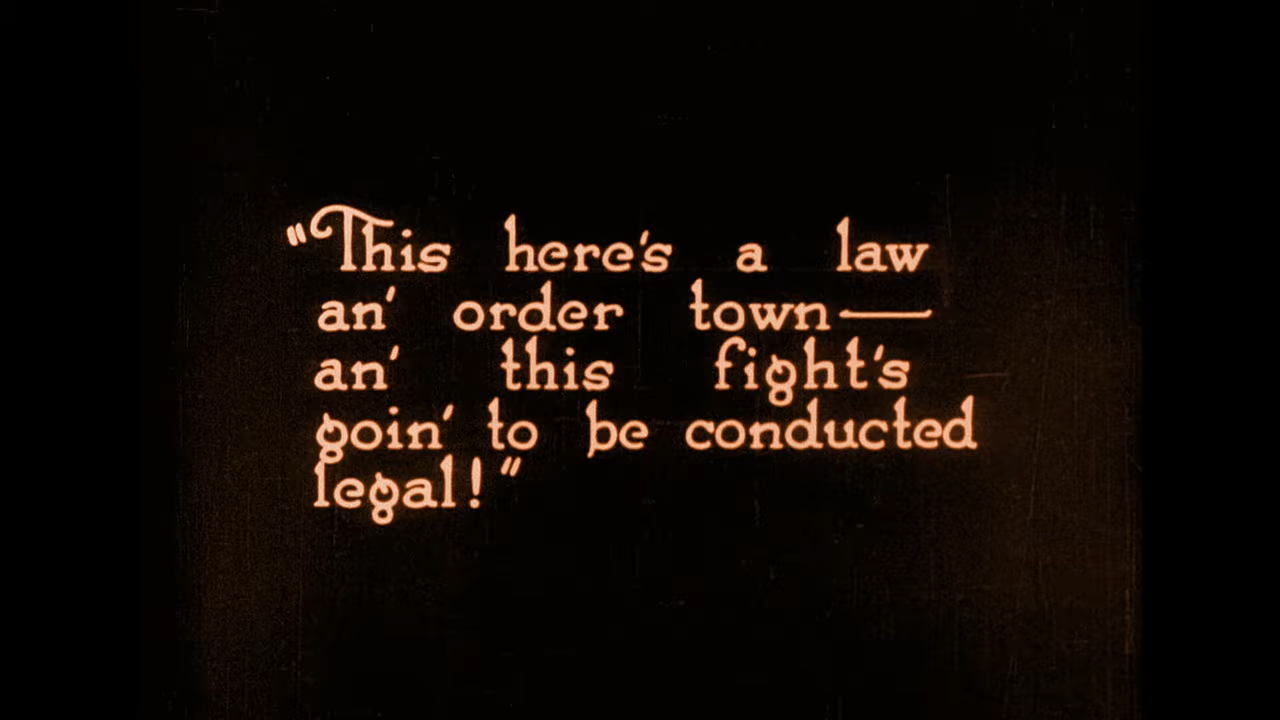 “This here's a law
an' order town—
an' this fight's
goin' to be conducted
legal!”